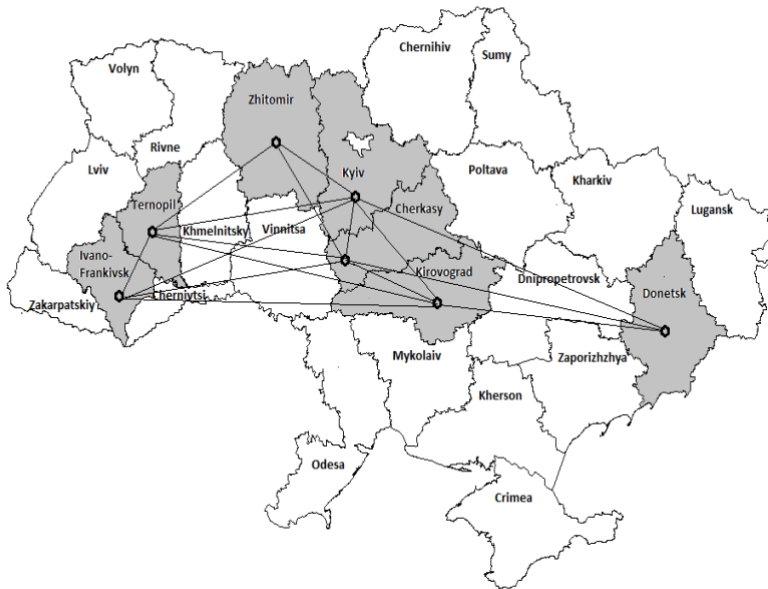 Chernihiv
Sumy
Volyn
Zhitomir
Rivne
Lviv
Kyiv
Poltava
Kharkiv
Ternopil
Cherkasy
Lugansk
Khmelnitsky
Vinnitsa
Ivano-
Frankivsk
Kirovograd
Dnipropetrovsk
Donetsk
Zakarpatskiy
Chernivtsi
Mykolaiv
Zaporizhzhya
Kherson
Odesa
Crimea